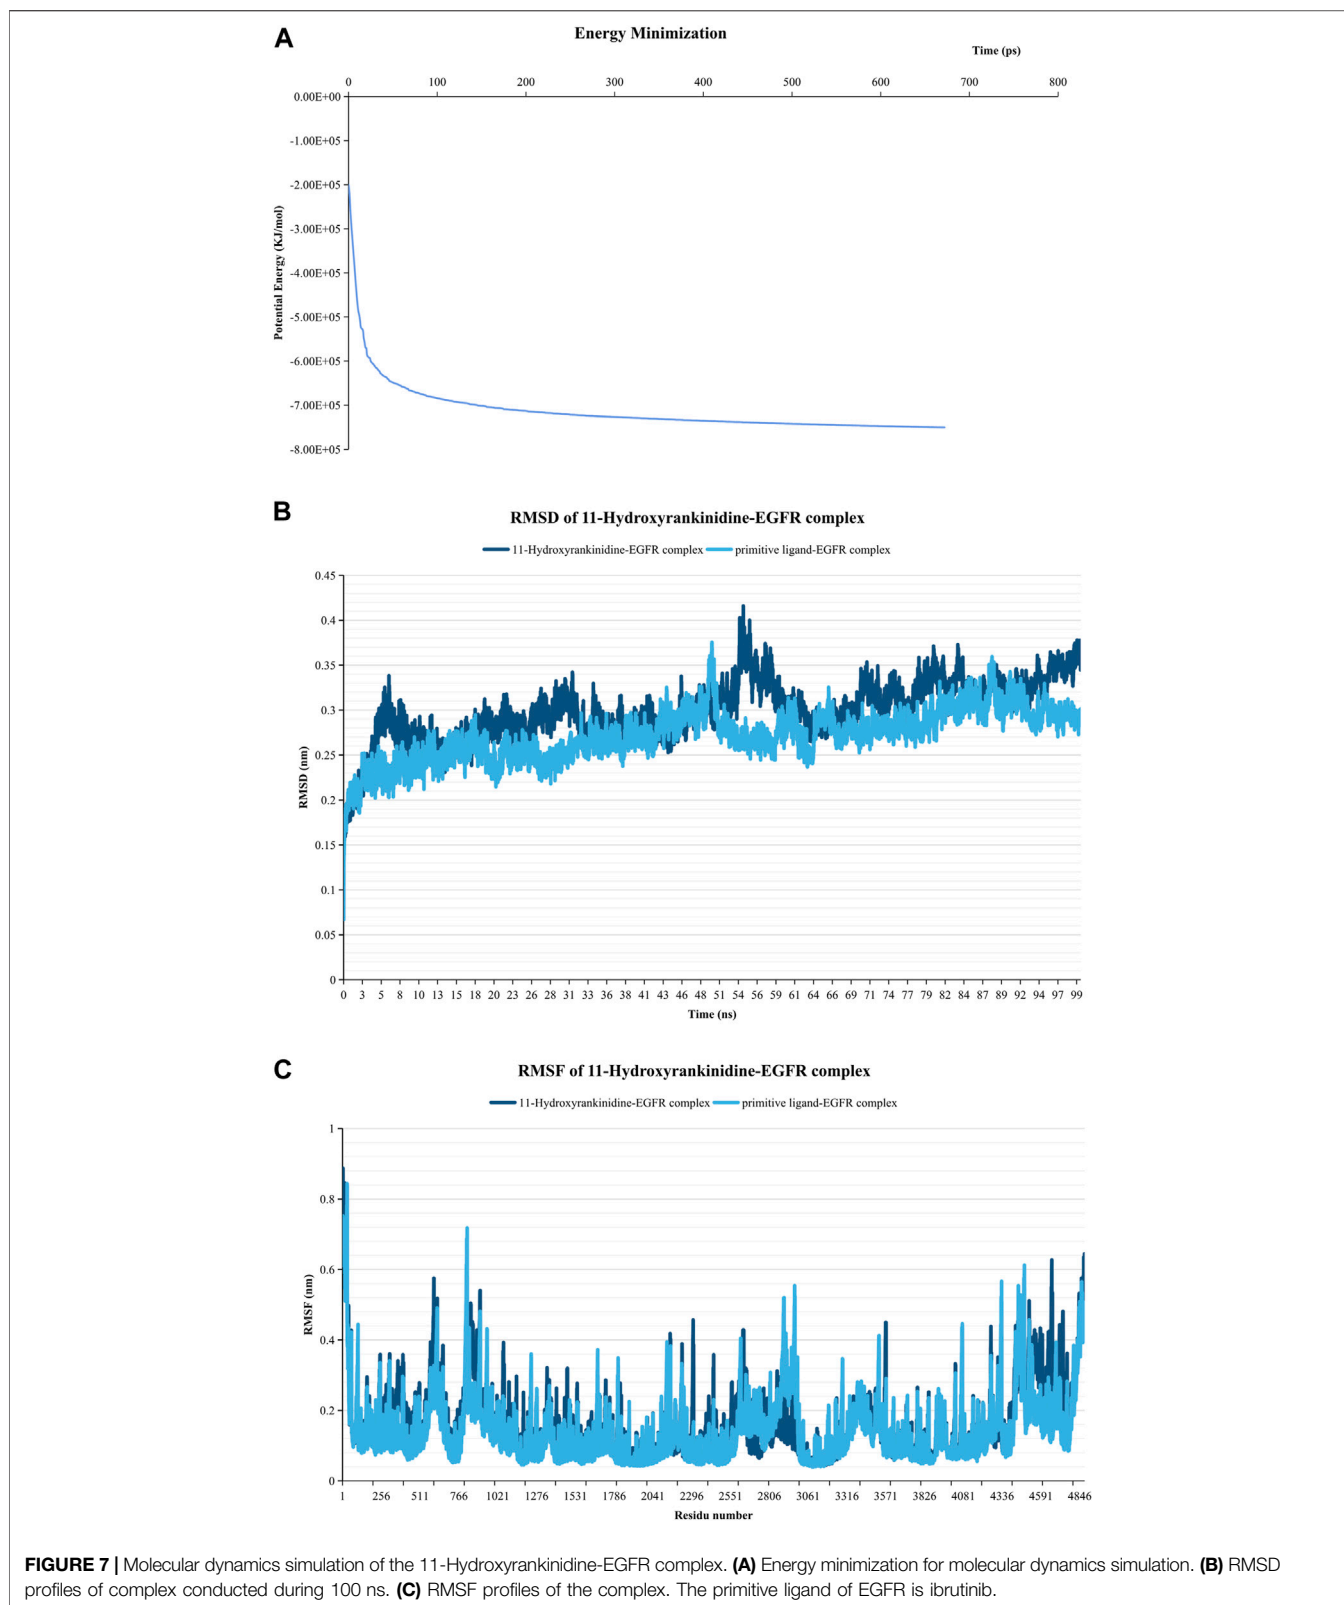 A
Energy Minimization
Time (ps)
0 100 200 300 400 500 600 700 800
0.00E+00
-1.00E+05
-2.00E+05
-3.00E+05
-4.00E+05
-5.00E+05
-6.00E+05
-7.00E+05
-8.00E+05
Potential Energy (KJ/mol)
B
RMSD of 11-Hydroxyrankinidine-EGFR complex
11-Hydroxyrankinidine-EGFR complex primitive ligand-EGFR complex
0.45
0.4
0.35
0.3
0.25
0.2
0.15
0.1
0.05
0
RMSD (nm)
0 3 5 8 10 13 15 18 20 23 26 28 31 33 36 38 41 43 46 48 51 54 56 59 61 64 66 69 71 74 77 79 82 84 87 89 92 94 97 99
Time (ns)
C
RMSF of 11-Hydroxyrankinidine-EGFR complex
11-Hydroxyrankinidine-EGFR complex primitive ligand-EGFR complex
1
0.8
0.6
0.4
0.2
0
RMSF (nm)
1 256 511 766 1021 1276 1531 1786 2041 2296 2551 2806 3061 3316 3571 3826 4081 4336 4591 4846
Residu number
FIGURE 7 | Molecular dynamics simulation of the 11-Hydroxyrankinidine-EGFR complex. (A) Energy minimization for molecular dynamics simulation. (B) RMSD
profiles of complex conducted during 100 ns. (C) RMSF profiles of the complex. The primitive ligand of EGFR is ibrutinib.